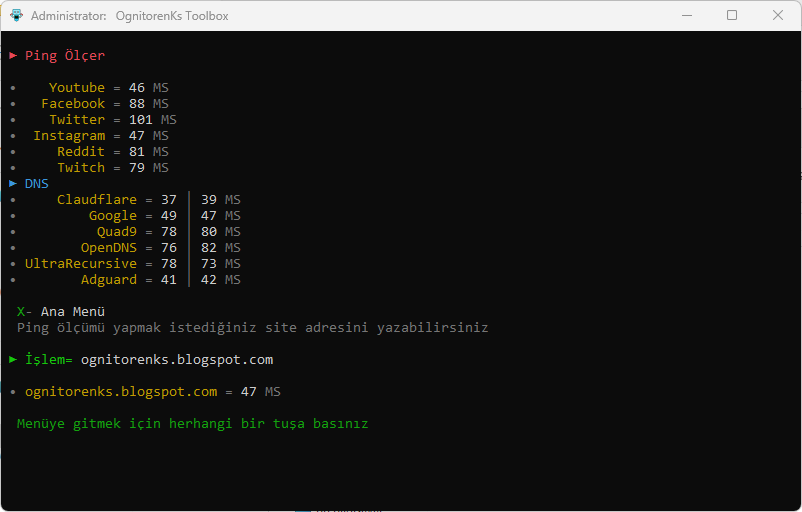 Administrator: OgnitorenKs Toolbox
► Ping Ölçer
• Youtube = 46 MS
• Facebook = 88 MS
• Twitter = 101 MS
• Instagram = 47 MS
• Reddit = 81 MS
• Twitch = 79 MS
► DNS
• Claudflare = 37 │ 39 MS
• Google = 49 │ 47 MS
• Quad9 = 78 │ 80 MS
• OpenDNS = 76 │ 82 MS
• UltraRecursive = 78 │ 73 MS
• Adguard = 41 │ 42 MS
X- Ana Menü
Ping ölçümü yapmak istediğiniz site adresini yazabilirsiniz
► İşlem= ognitorenks.blogspot.com
• ognitorenks.blogspot.com = 47 MS
Menüye gitmek için herhangi bir tuşa basınız